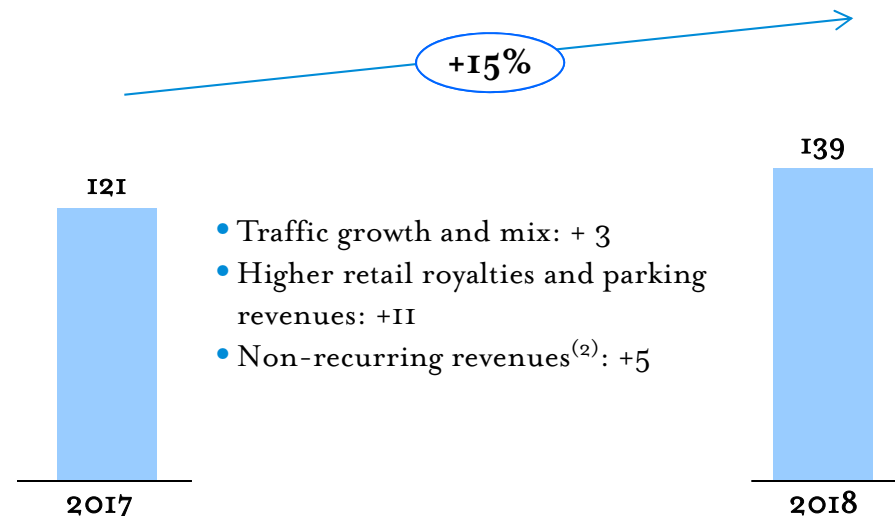 +15%
139
121
• Traffic growth and mix: + 3
• Higher retail royalties and parking
revenues: +11
• Non-recurring revenues(2): +5
2017
2018